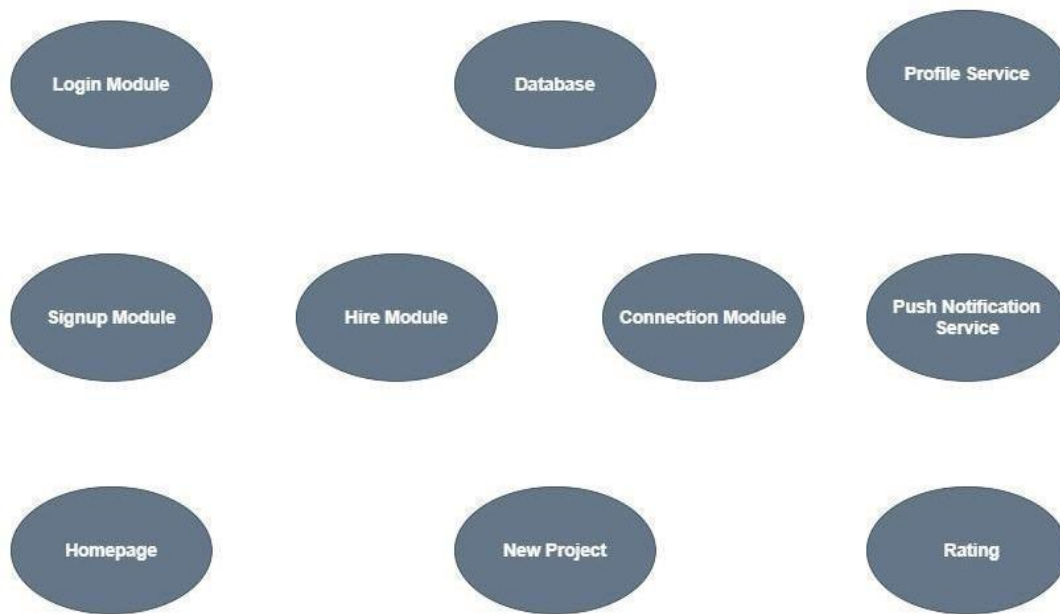 Login Module
Database
Profile Service
Signup Module
Hire Module
Connection Module
Push Notification
Service
Homepage
New Project
Rating